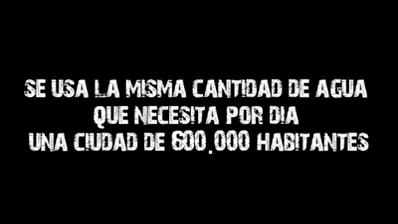 SE USA LA MISMA CANTIDAD DE AGUA
QUE NECESITA POR DIA
UNA CIUDAD DE 600.000 HABITANTES